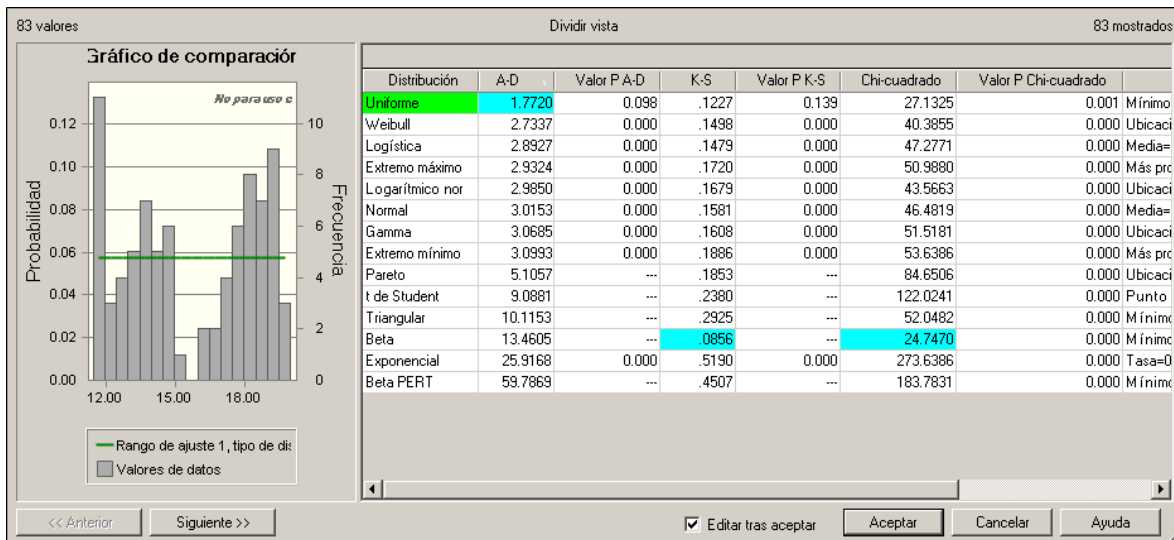 83 valores Dividir vista 83 mostrados
Gráfico de comparación
No para uso c
Probabilidad
0.12
0.10
0.08
0.06
0.04
0.02
0.00
12.00 15.00 18.00
10
8
6
4
2
0
Frecuencia
Rango de ajuste 1, tipo de dis
Valores de datos
Distribución A-D Valor P A-D K-S Valor P K-S Chi-cuadrado Valor P Chi-cuadrado
Uniforme 1.7720 0.098 .1227 0.139 27.1325 0.001 Mínimo
Weibull 2.7337 0.000 .1498 0.000 40.3855 0.000 Ubicaci
Logística 2.8927 0.000 .1479 0.000 47.2771 0.000 Media=
Extremo máximo 2.9324 0.000 .1720 0.000 50.9880 0.000 Más pro
Logarítmico nor 2.9850 0.000 .1679 0.000 43.5663 0.000 Ubicaci
Normal 3.0153 0.000 .1581 0.000 46.4819 0.000 Media=
Gamma 3.0685 0.000 .1608 0.000 51.5181 0.000 Ubicaci
Extremo mínimo 3.0993 0.000 .1886 0.000 53.6386 0.000 Más pro
Pareto 5.1057 --- .1853 --- 84.6506 0.000 Ubicaci
t de Student 9.0881 --- .2380 --- 122.0241 0.000 Punto
Triangular 10.1153 --- .2925 --- 52.0482 0.000 Mínimo
Beta 13.4605 --- .0856 --- 24.7470 0.000 Mínimo
Exponencial 25.9168 0.000 .5190 0.000 273.6386 0.000 Tasa=0
Beta PERT 59.7869 --- .4507 --- 183.7831 0.000 Mínimo
<< Anterior Siguiente >> Editar tras aceptar Aceptar Cancelar Ayuda